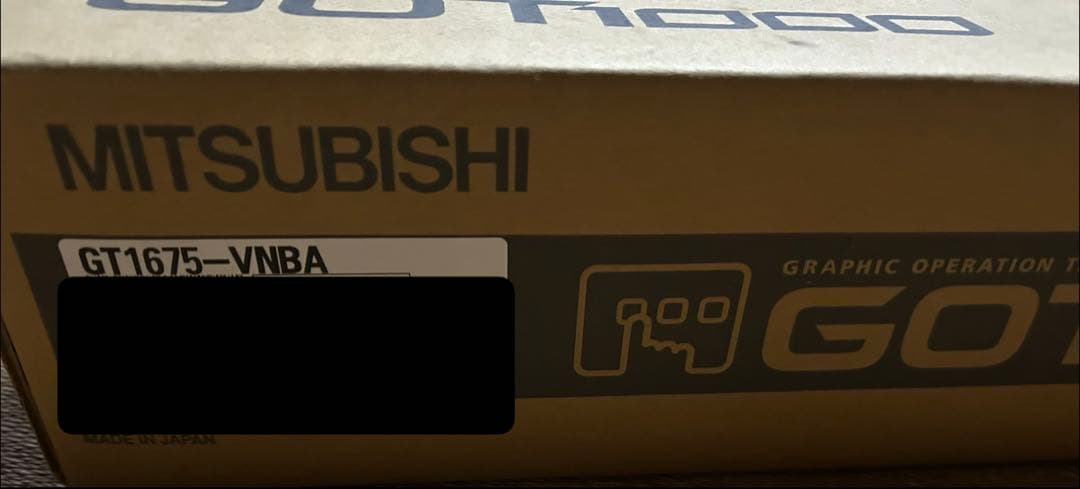 GOT1000
MITSUBISHI
GT1675-VNBA
GRAPHIC OPERATION T
GOT
MADE IN JAPAN